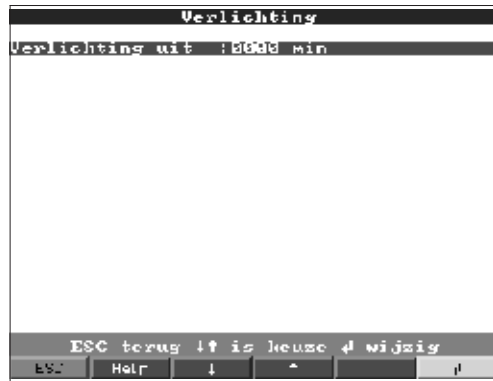 Verlichting
Verlichting uit :0000 min
ESC terug ↓↑ is keuze ↲ wijzig
ESC Help ↓ ↑ ↲